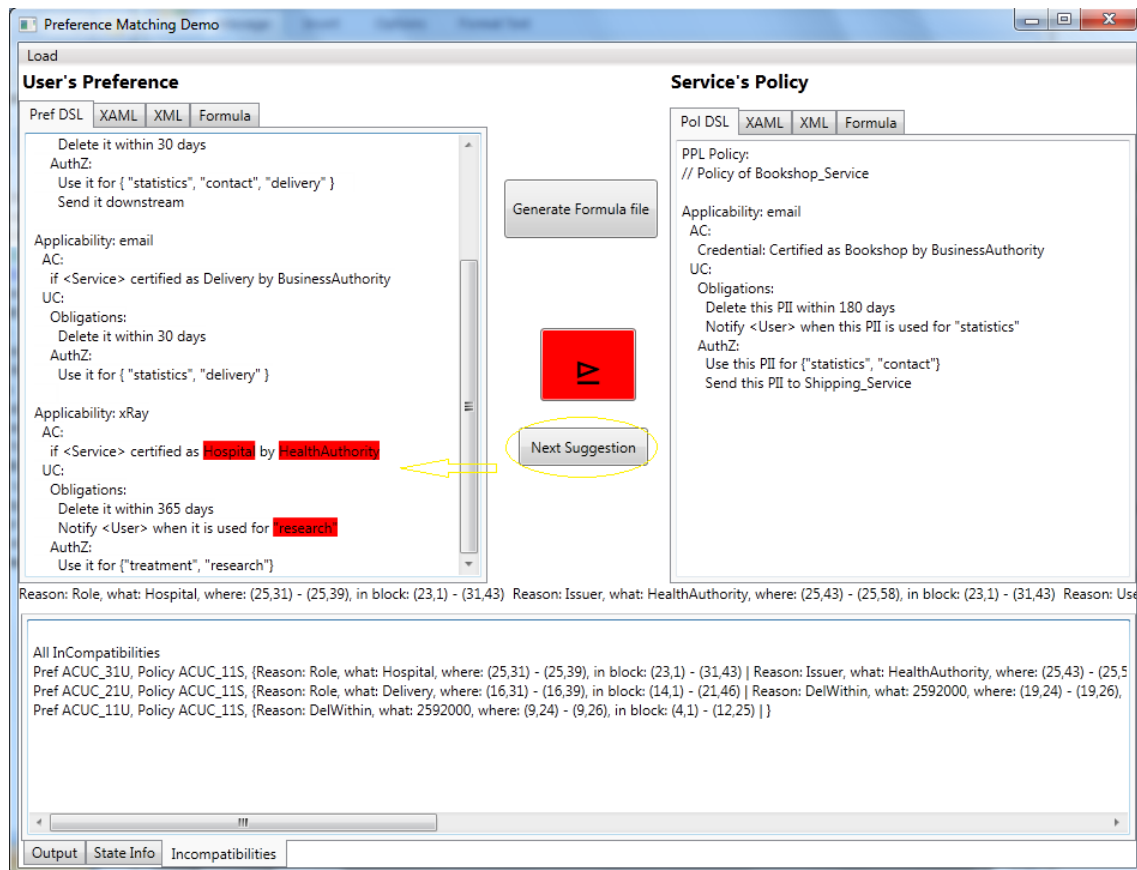 Preference Matching Demo
Load
User's Preference
Pref DSL XAML XML Formula
Delete it within 30 days
AuthZ:
Use it for { "statistics", "contact", "delivery" }
Send it downstream
Applicability: email
AC:
if <Service> certified as Delivery by BusinessAuthority
UC:
Obligations:
Delete it within 30 days
AuthZ:
Use it for { "statistics", "delivery" }
Applicability: xRay
AC:
if <Service> certified as Hospital by HealthAuthority
UC:
Obligations:
Delete it within 365 days
Notify <User> when it is used for "research"
AuthZ:
Use it for {"treatment", "research"}
Generate Formula file
⊵
Next Suggestion
Service's Policy
Pol DSL XAML XML Formula
PPL Policy:
// Policy of Bookshop_Service
Applicability: email
AC:
Credential: Certified as Bookshop by BusinessAuthority
UC:
Obligations:
Delete this PII within 180 days
Notify <User> when this PII is used for "statistics"
AuthZ:
Use this PII for {"statistics", "contact"}
Send this PII to Shipping_Service
Reason: Role, what: Hospital, where: (25,31) - (25,39), in block: (23,1) - (31,43) Reason: Issuer, what: HealthAuthority, where: (25,43) - (25,58), in block: (23,1) - (31,43) Reason: Use
All InCompatibilities
Pref ACUC_31U, Policy ACUC_11S, {Reason: Role, what: Hospital, where: (25,31) - (25,39), in block: (23,1) - (31,43) | Reason: Issuer, what: HealthAuthority, where: (25,43) - (25,5
Pref ACUC_21U, Policy ACUC_11S, {Reason: Role, what: Delivery, where: (16,31) - (16,39), in block: (14,1) - (21,46) | Reason: DelWithin, what: 2592000, where: (19,24) - (19,26),
Pref ACUC_11U, Policy ACUC_11S, {Reason: DelWithin, what: 2592000, where: (9,24) - (9,26), in block: (4,1) - (12,25) | }
Output State Info Incompatibilities